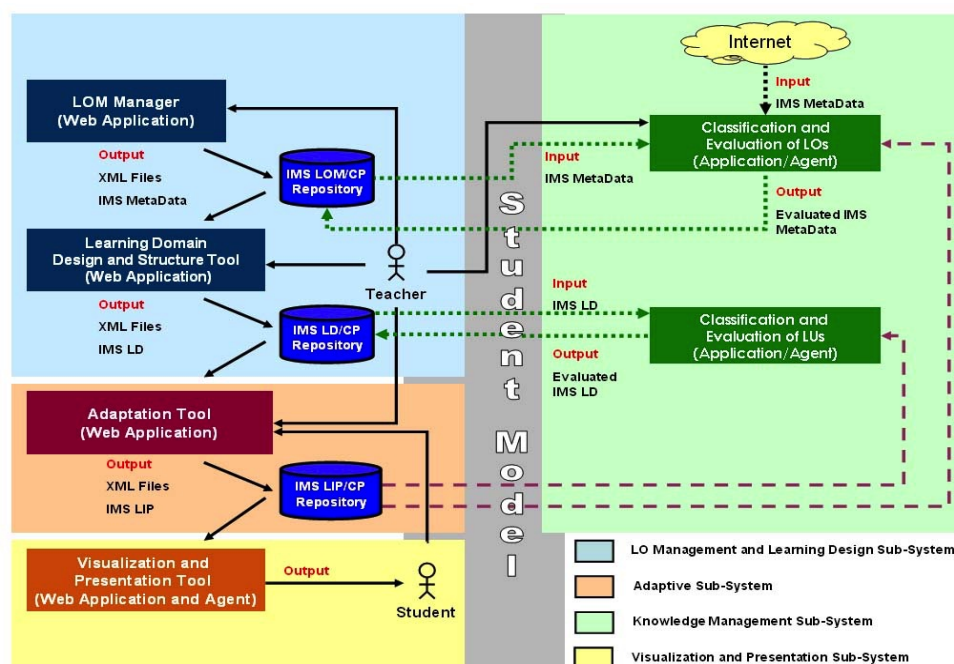 Internet
Input
IMS MetaData
LOM Manager
(Web Application)
Output
XML Files
IMS MetaData
IMS LOM/CP
Repository
Input
IMS MetaData
Classification and
Evaluation of LOs
(Application/Agent)
Output
Evaluated IMS
MetaData
Learning Domain
Design and Structure Tool
(Web Application)
Teacher
Output
XML Files
IMS LD
IMS LD/CP
Repository
Input
IMS LD
Output
Evaluated
IMS LD
Classification and
Evaluation of LUs
(Application/Agent)
Student Model
Adaptation Tool
(Web Application)
Output
XML Files
IMS LIP
IMS LIP/CP
Repository
Visualization and
Presentation Tool
(Web Application and Agent)
Output
Student
LO Management and Learning Design Sub-System
Adaptive Sub-System
Knowledge Management Sub-System
Visualization and Presentation Sub-System